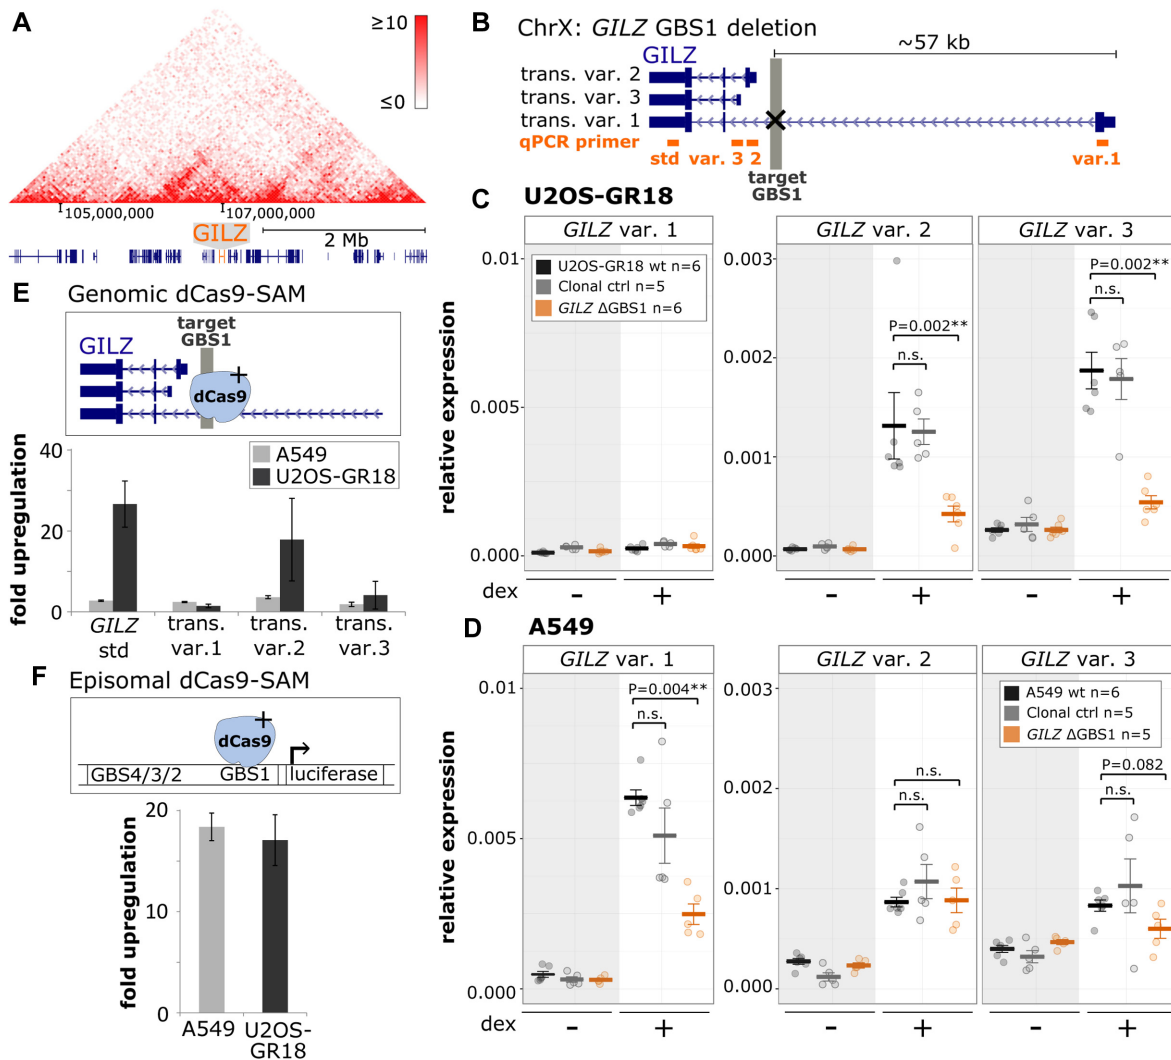 A
≥10
≤0
105,000,000
107,000,000
GILZ
2 Mb
B
ChrX: GILZ GBS1 deletion
~57 kb
GILZ
trans. var. 2
trans. var. 3
trans. var. 1
qPCR primer
std var. 3 2 var.1
target
GBS1
C
U2OS-GR18
GILZ var. 1
GILZ var. 2
GILZ var. 3
U2OS-GR18 wt n=6
Clonal ctrl n=5
GILZ ΔGBS1 n=6
relative expression
0.01
0.005
0.000
0.003
0.002
0.001
0.000
P=0.002**
n.s.
P=0.002**
n.s.
dex
- + - + - +
D
A549
GILZ var. 1
GILZ var. 2
GILZ var. 3
A549 wt n=6
Clonal ctrl n=5
GILZ ΔGBS1 n=5
relative expression
0.01
0.005
0.000
0.003
0.002
0.001
0.000
P=0.004**
n.s.
n.s.
n.s.
P=0.082
n.s.
dex
- + - + - +
E
Genomic dCas9-SAM
target
GBS1
GILZ
+
dCas9
A549
U2OS-GR18
fold upregulation
40
20
0
GILZ
std
trans.
var.1
trans.
var.2
trans.
var.3
F
Episomal dCas9-SAM
+
dCas9
GBS4/3/2 GBS1 luciferase
fold upregulation
20
10
0
A549
U2OS-
GR18